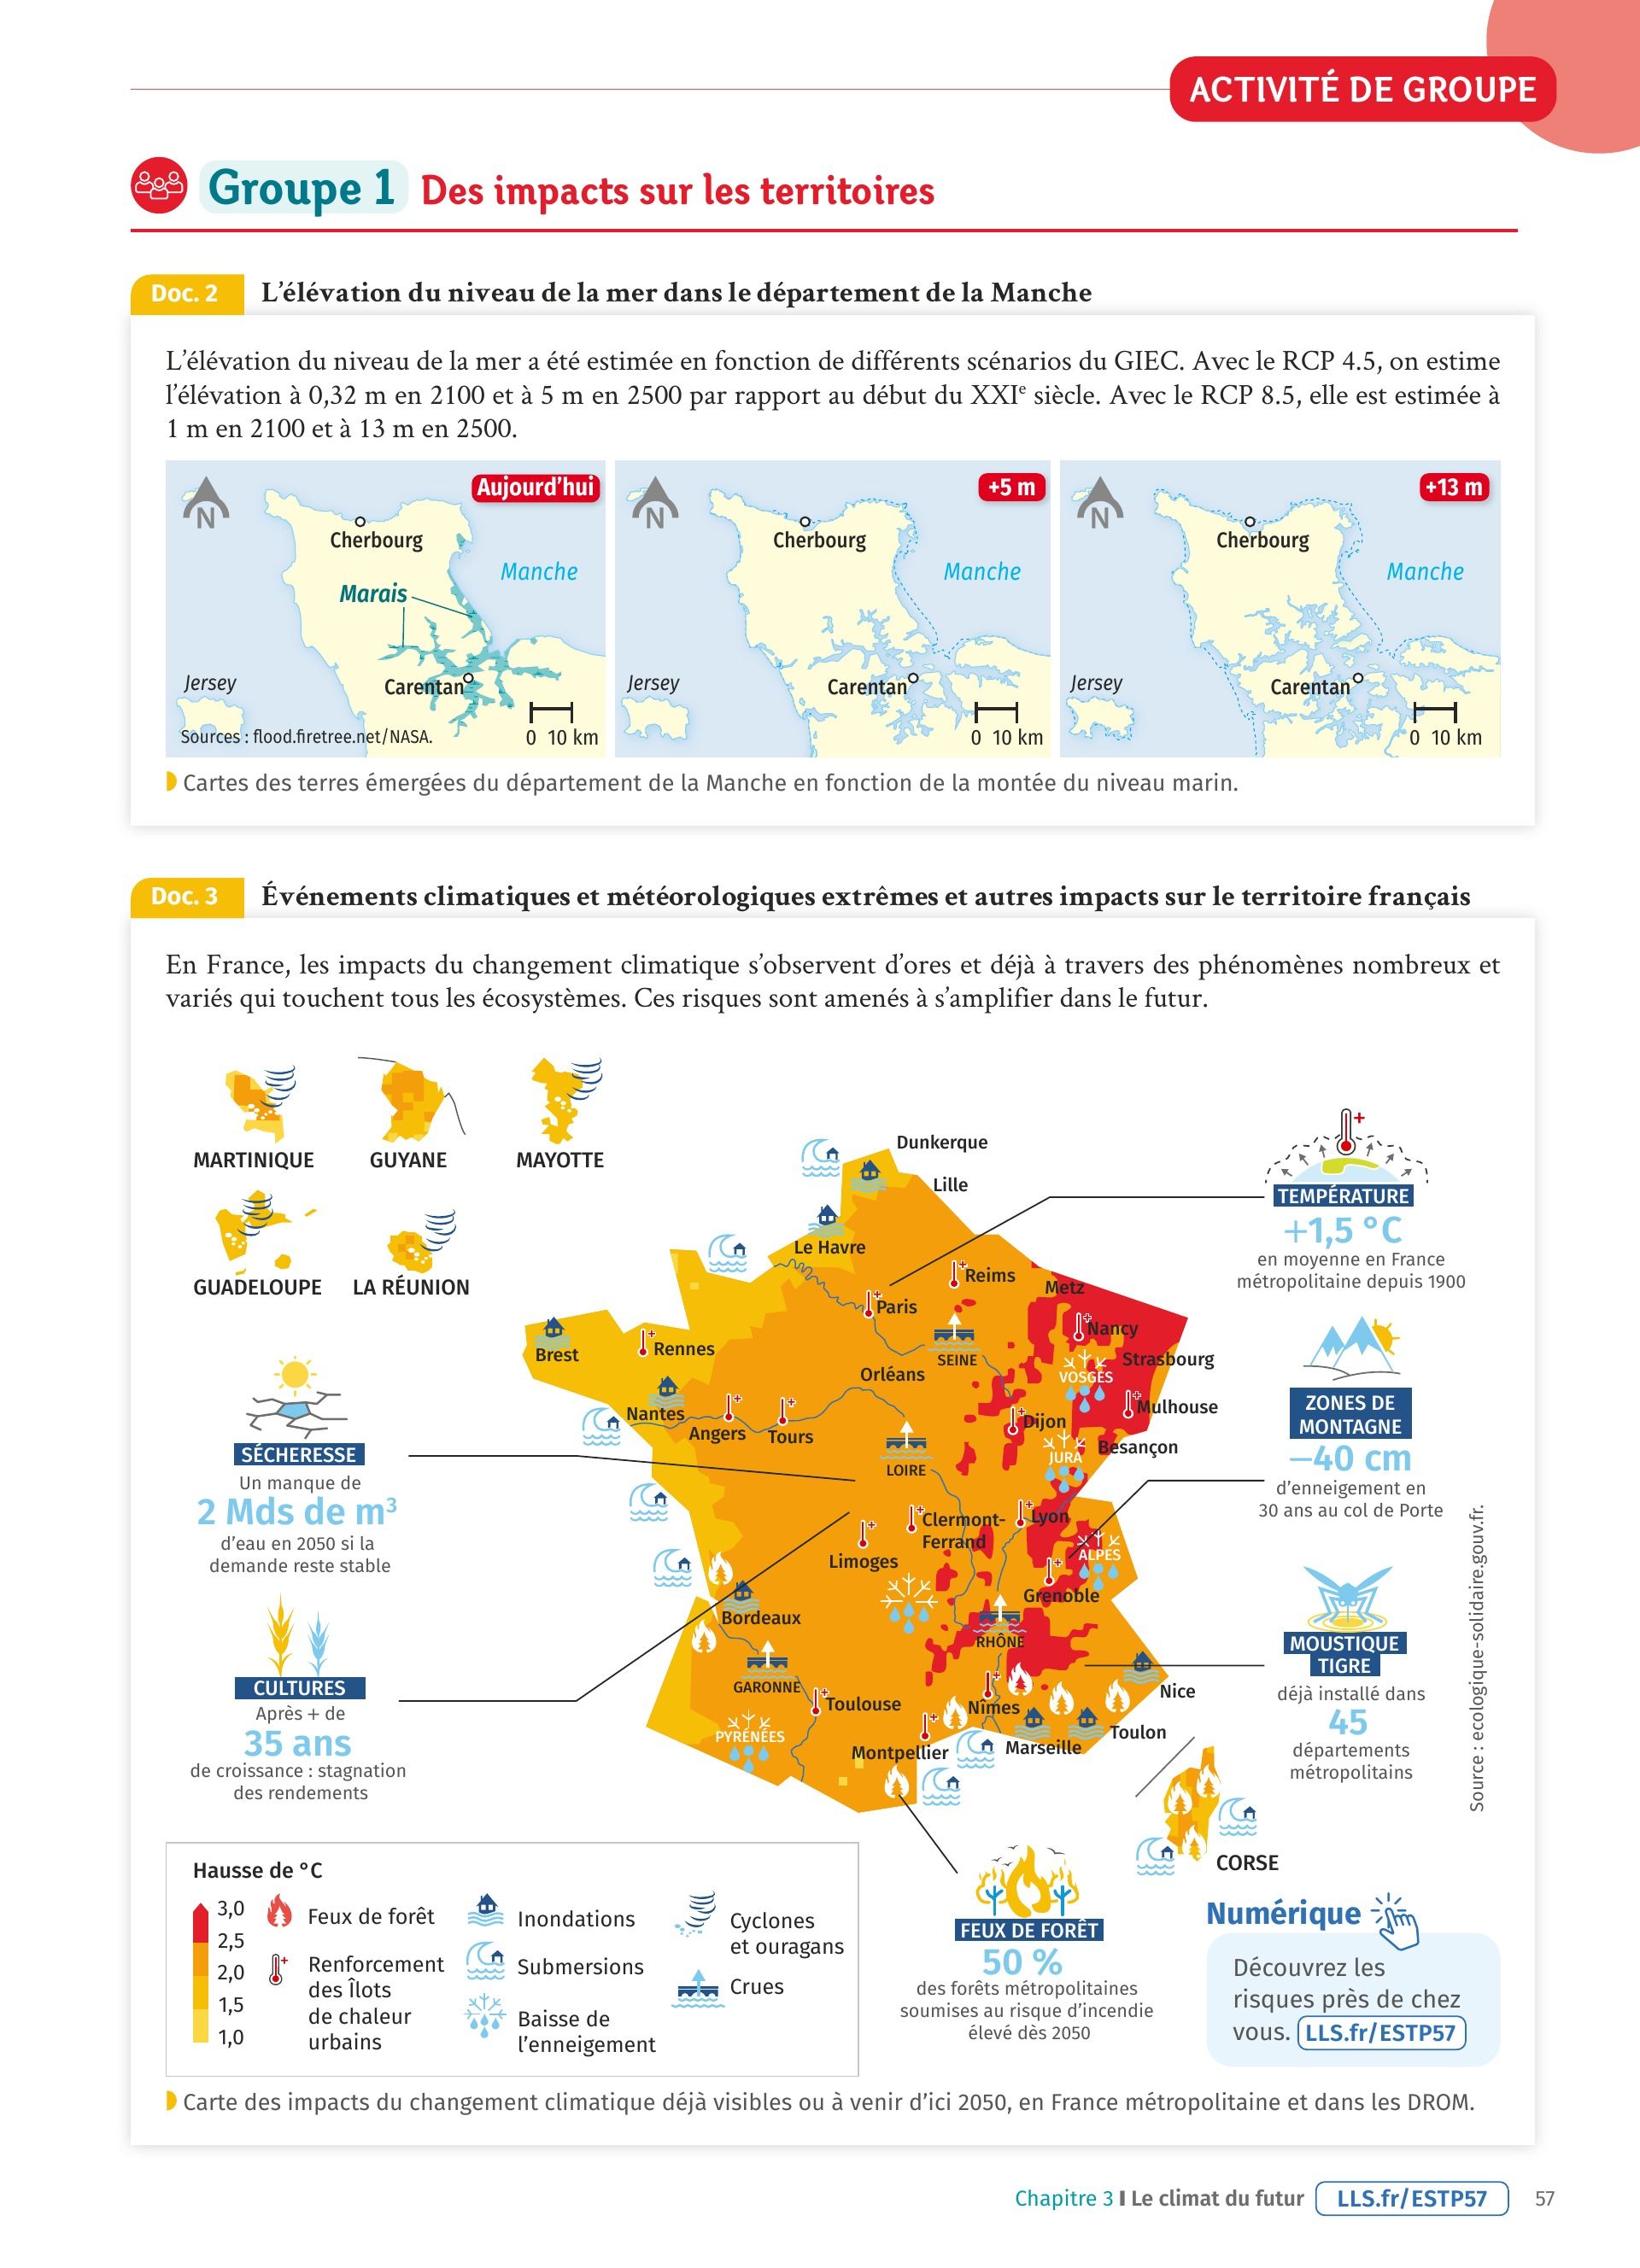 ACTIVITÉ DE GROUPE
Groupe 1 Des impacts sur les territoires
Doc. 2 L’élévation du niveau de la mer dans le département de la Manche
L’élévation du niveau de la mer a été estimée en fonction de différents scénarios du GIEC. Avec le RCP 4.5, on estime
l’élévation à 0,32 m en 2100 et à 5 m en 2500 par rapport au début du XXIe siècle. Avec le RCP 8.5, elle est estimée à
1 m en 2100 et à 13 m en 2500.
N
Aujourd’hui
Cherbourg
Manche
Marais
Jersey
Carentan
Sources : flood.firetree.net/NASA.
0 10 km
N
+5 m
Cherbourg
Manche
Jersey
Carentan
0 10 km
N
+13 m
Cherbourg
Manche
Jersey
Carentan
0 10 km
Cartes des terres émergées du département de la Manche en fonction de la montée du niveau marin.
Doc. 3 Événements climatiques et météorologiques extrêmes et autres impacts sur le territoire français
En France, les impacts du changement climatique s’observent d’ores et déjà à travers des phénomènes nombreux et
variés qui touchent tous les écosystèmes. Ces risques sont amenés à s’amplifier dans le futur.
MARTINIQUE
GUYANE
MAYOTTE
GUADELOUPE
LA RÉUNION
SÉCHERESSE
Un manque de
2 Mds de m³
d’eau en 2050 si la
demande reste stable
CULTURES
Après + de
35 ans
de croissance : stagnation
des rendements
Dunkerque
Lille
Le Havre
Reims
Metz
Paris
Nancy
Brest
Rennes
SEINE
Strasbourg
Orléans
VOSGES
Nantes
Angers
Tours
Dijon
Mulhouse
JURA
Besançon
LOIRE
Clermont-
Ferrand
Lyon
Limoges
ALPES
Grenoble
Bordeaux
RHÔNE
GARONNE
Toulouse
Nîmes
Nice
PYRÉNÉES
Montpellier
Marseille
Toulon
CORSE
TEMPÉRATURE
+1,5 °C
en moyenne en France
métropolitaine depuis 1900
ZONES DE
MONTAGNE
–40 cm
d’enneigement en
30 ans au col de Porte
MOUSTIQUE
TIGRE
déjà installé dans
45
départements
métropolitains
Source : ecologique-solidaire.gouv.fr.
FEUX DE FORÊT
50 %
des forêts métropolitaines
soumises au risque d’incendie
élevé dès 2050
Hausse de °C
3,0
2,5
2,0
1,5
1,0
Feux de forêt
Renforcement
des Îlots
de chaleur
urbains
Inondations
Submersions
Baisse de
l’enneigement
Cyclones
et ouragans
Crues
Numérique
Découvrez les
risques près de chez
vous. LLS.fr/ESTP57
Carte des impacts du changement climatique déjà visibles ou à venir d’ici 2050, en France métropolitaine et dans les DROM.
Chapitre 3 I Le climat du futur LLS.fr/ESTP57 57